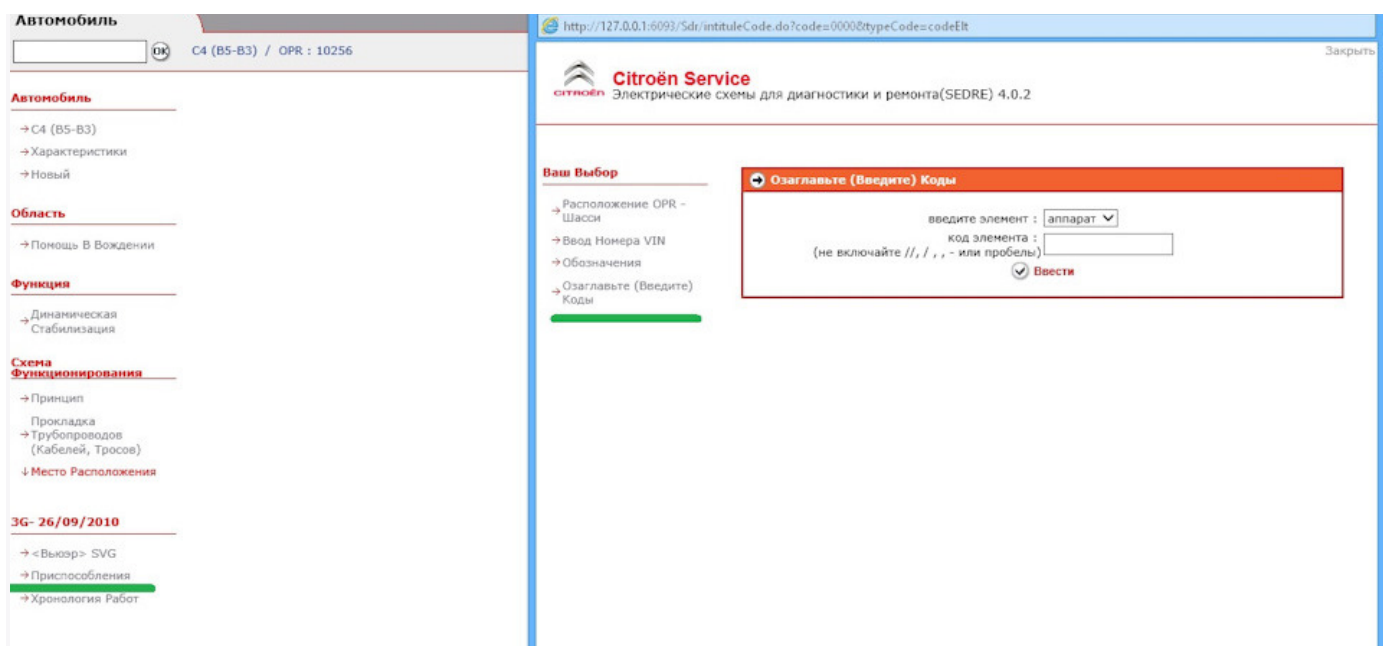 Автомобиль
OK
C4 (B5-B3) / OPR : 10256
Автомобиль
→C4 (B5-B3)
→Характеристики
→Новый
Область
→Помощь В Вождении
Функция
→Динамическая
Стабилизация
Схема
Функционирования
→Принцип
Прокладка
→Трубопроводов
(Кабелей, Тросов)
↓Место Расположения
3G- 26/09/2010
→<Вьюэр> SVG
→Приспособления
→Хронология Работ
http://127.0.0.1:6093/Sdr/intituleCode.do?code=0000&typeCode=codeElt
Закрыть
CITROËN
Citroën Service
Электрические схемы для диагностики и ремонта(SEDRE) 4.0.2
Ваш Выбор
→Расположение OPR -
Шасси
→Ввод Номера VIN
→Обозначения
→Озаглавьте (Введите)
Коды
Озаглавьте (Введите) Коды
введите элемент : аппарат
код элемента :
(не включайте //, / , , - или пробелы)
Ввести